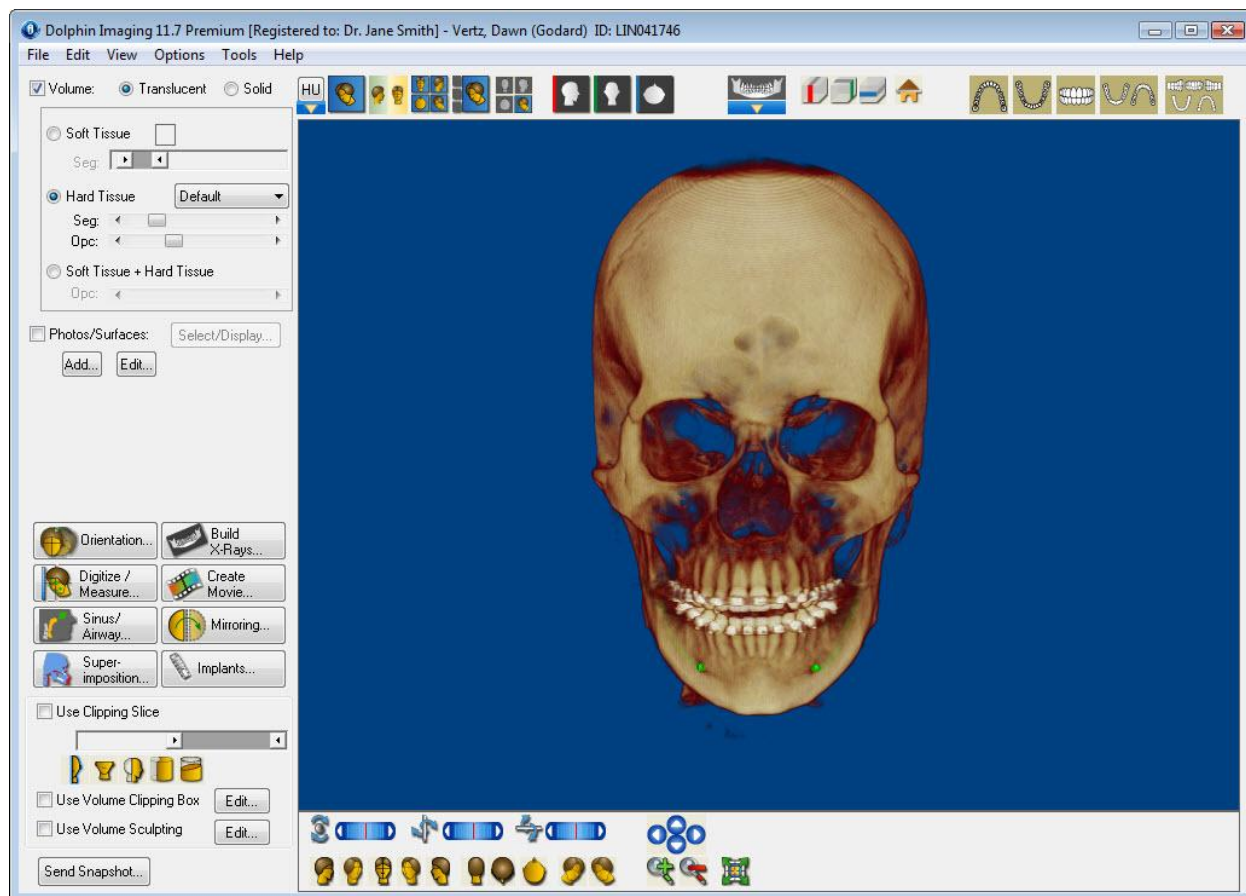 Dolphin Imaging 11.7 Premium [Registered to: Dr. Jane Smith] - Vertz, Dawn (Godard) ID: LIN041746
File Edit View Options Tools Help
Volume: Translucent Solid
HU
Soft Tissue
Seg:
Hard Tissue Default
Seg:
Opc:
Soft Tissue + Hard Tissue
Opc:
Photos/Surfaces: Select/Display...
Add... Edit...
Orientation... Build
X-Rays...
Digitize /
Measure... Create
Movie...
Sinus/
Airway... Mirroring...
Super-
imposition... Implants...
Use Clipping Slice
Use Volume Clipping Box Edit...
Use Volume Sculpting Edit...
Send Snapshot...